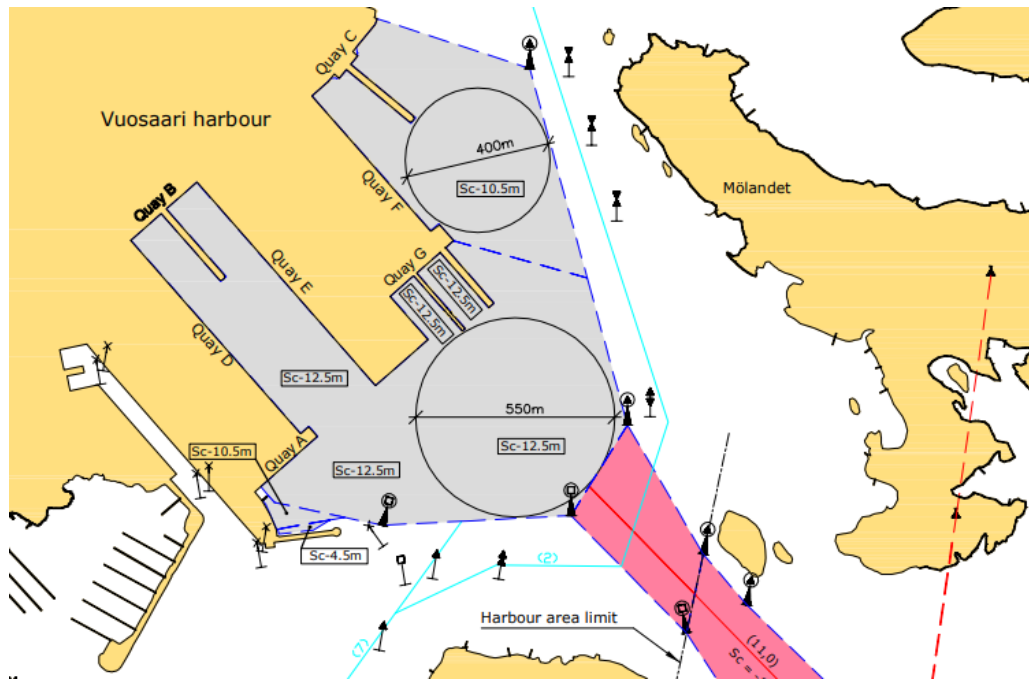 Quay C
Vuosaari harbour
400m
Sc-10.5m
Mölandet
Quay F
Quay B
Quay E
Quay G
Sc-12.5m
Sc-12.5m
Quay D
Sc-12.5m
550m
Sc-12.5m
Quay A
Sc-10.5m
Sc-12.5m
Sc-4.5m
(2)
Harbour area limit
(7)
(11,0)
Sc = -